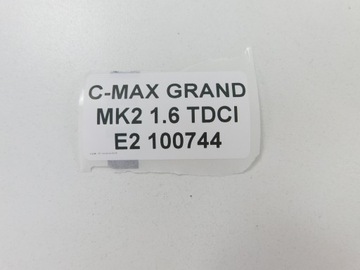 C-MAX GRAND
MK2 1.6 TDCI
E2 100744